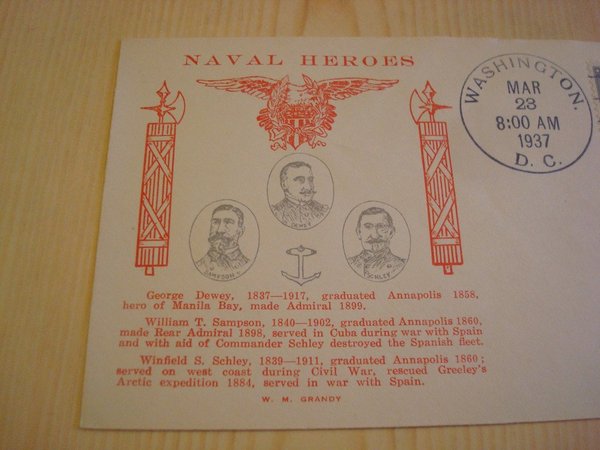 NAVAL HEROES
WASHINGTON.
MAR
23
8:00 AM
1937
D. C.
DEWEY
SAMPSON
SCHLEY
George Dewey, 1837—1917, graduated Annapolis 1858,
hero of Manila Bay, made Admiral 1899.
William T. Sampson, 1840—1902, graduated Annapolis 1860,
made Rear Admiral 1898, served in Cuba during war with Spain
and with aid of Commander Schley destroyed the Spanish fleet.
Winfield S. Schley, 1839—1911, graduated Annapolis 1860;
served on west coast during Civil War, rescued Greeley's
Arctic expedition 1884, served in war with Spain.
W. M. GRANDY